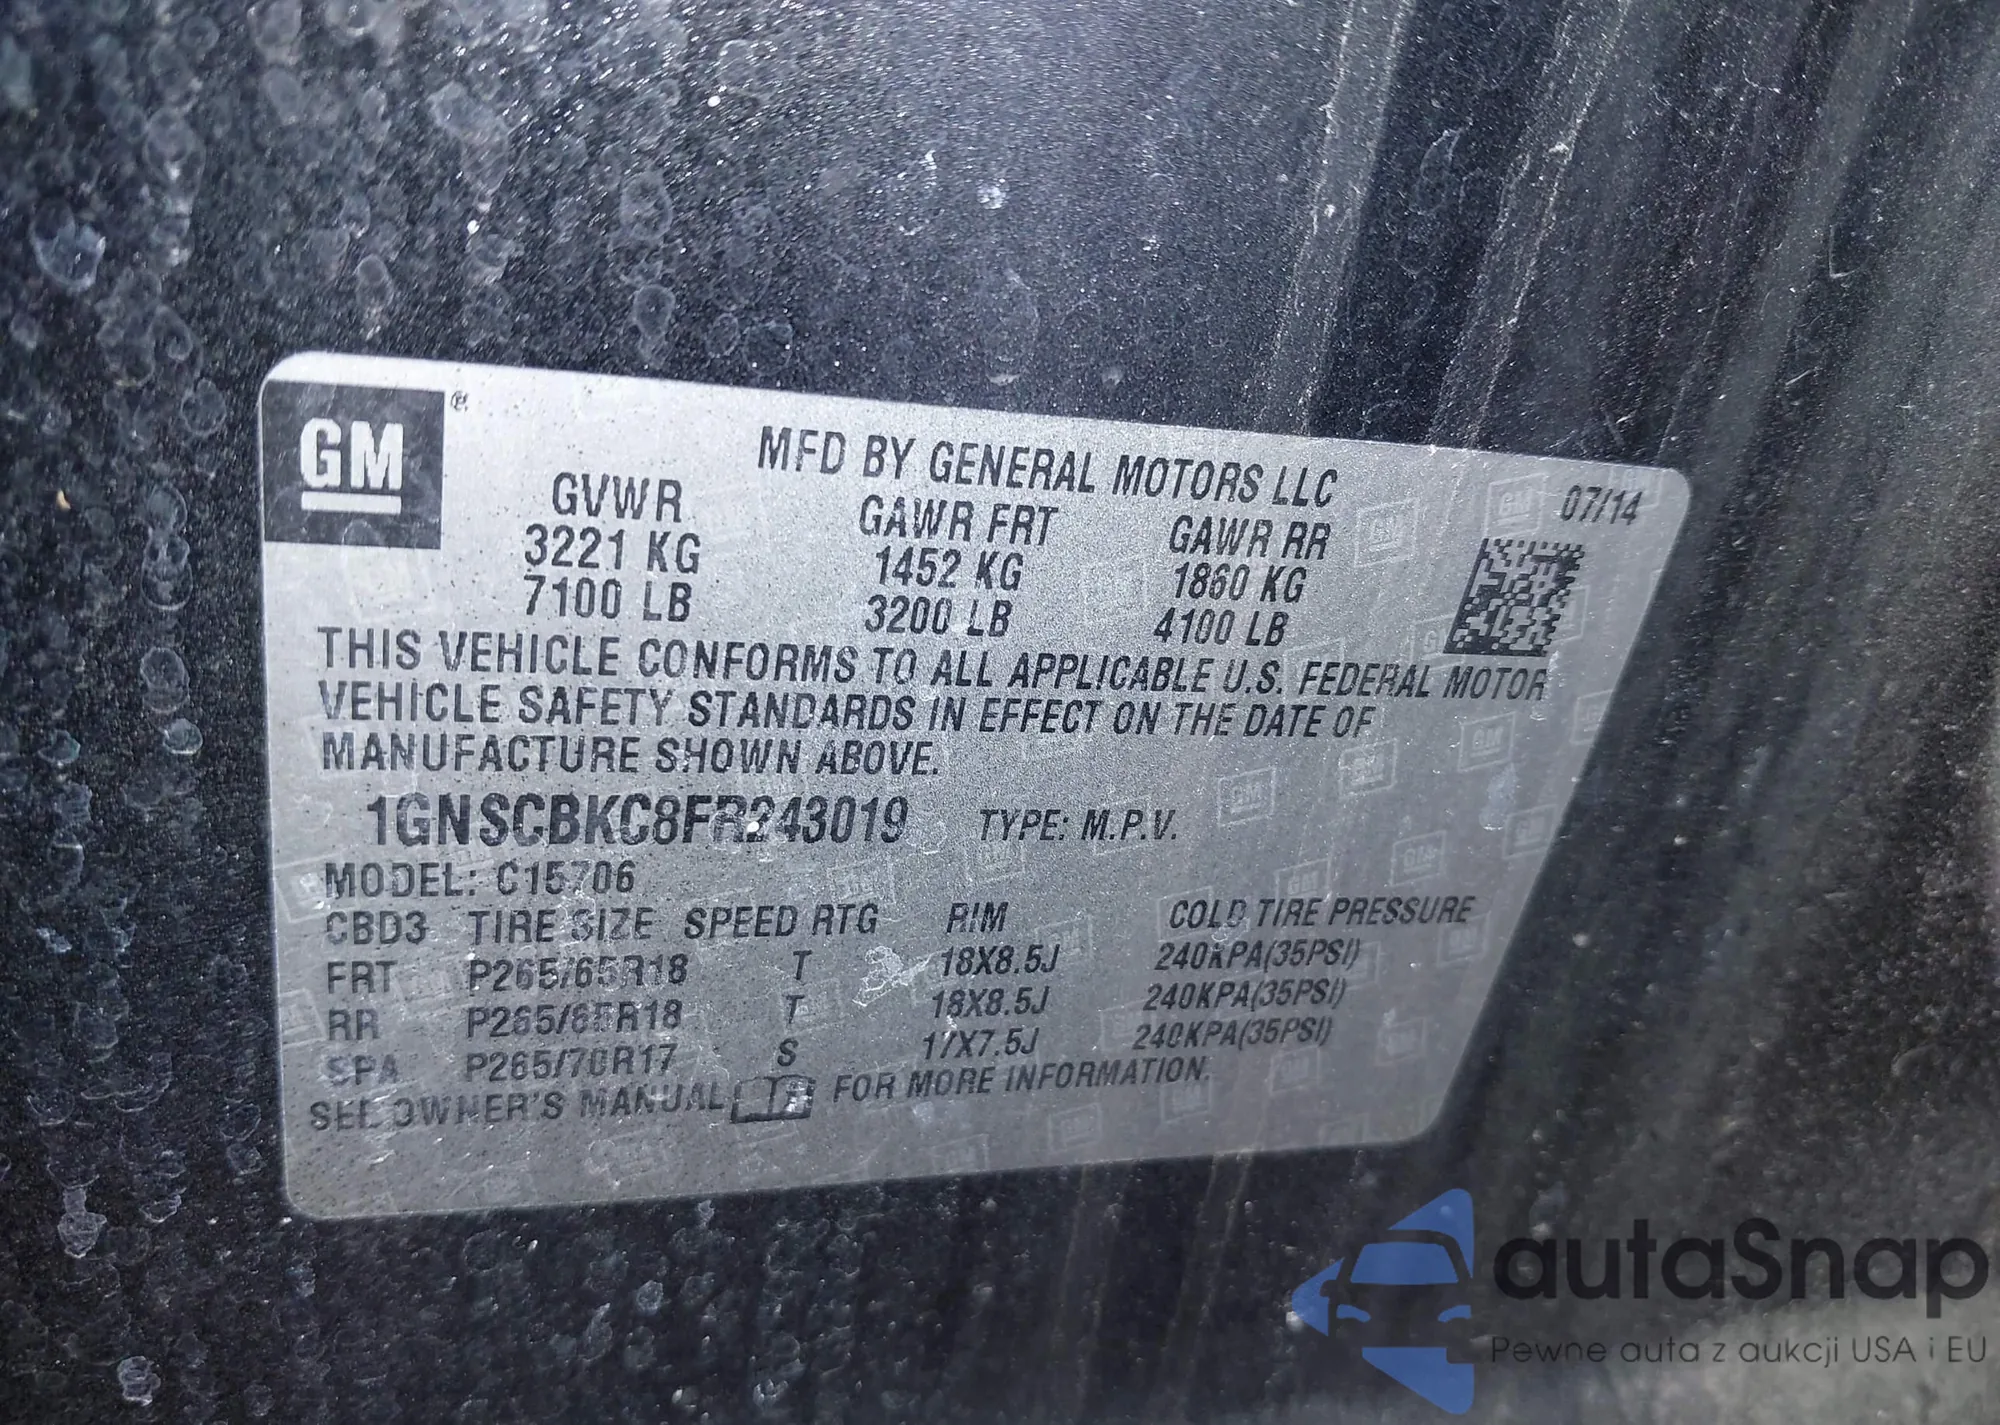 GM ®
MFD BY GENERAL MOTORS LLC
07/14
GVWR GAWR FRT GAWR RR
3221 KG 1452 KG 1860 KG
7100 LB 3200 LB 4100 LB
THIS VEHICLE CONFORMS TO ALL APPLICABLE U.S. FEDERAL MOTOR
VEHICLE SAFETY STANDARDS IN EFFECT ON THE DATE OF
MANUFACTURE SHOWN ABOVE.
1GNSCBKC8FR243019 TYPE: M.P.V.
MODEL: C15706
CBD3 TIRE SIZE SPEED RTG RIM COLD TIRE PRESSURE
FRT P265/65R18 T 18X8.5J 240KPA(35PSI)
RR P265/65R18 T 18X8.5J 240KPA(35PSI)
SPA P265/70R17 S 17X7.5J 240KPA(35PSI)
SEE OWNER'S MANUAL FOR MORE INFORMATION.
autaSnap
Pewne auta z aukcji USA i EU